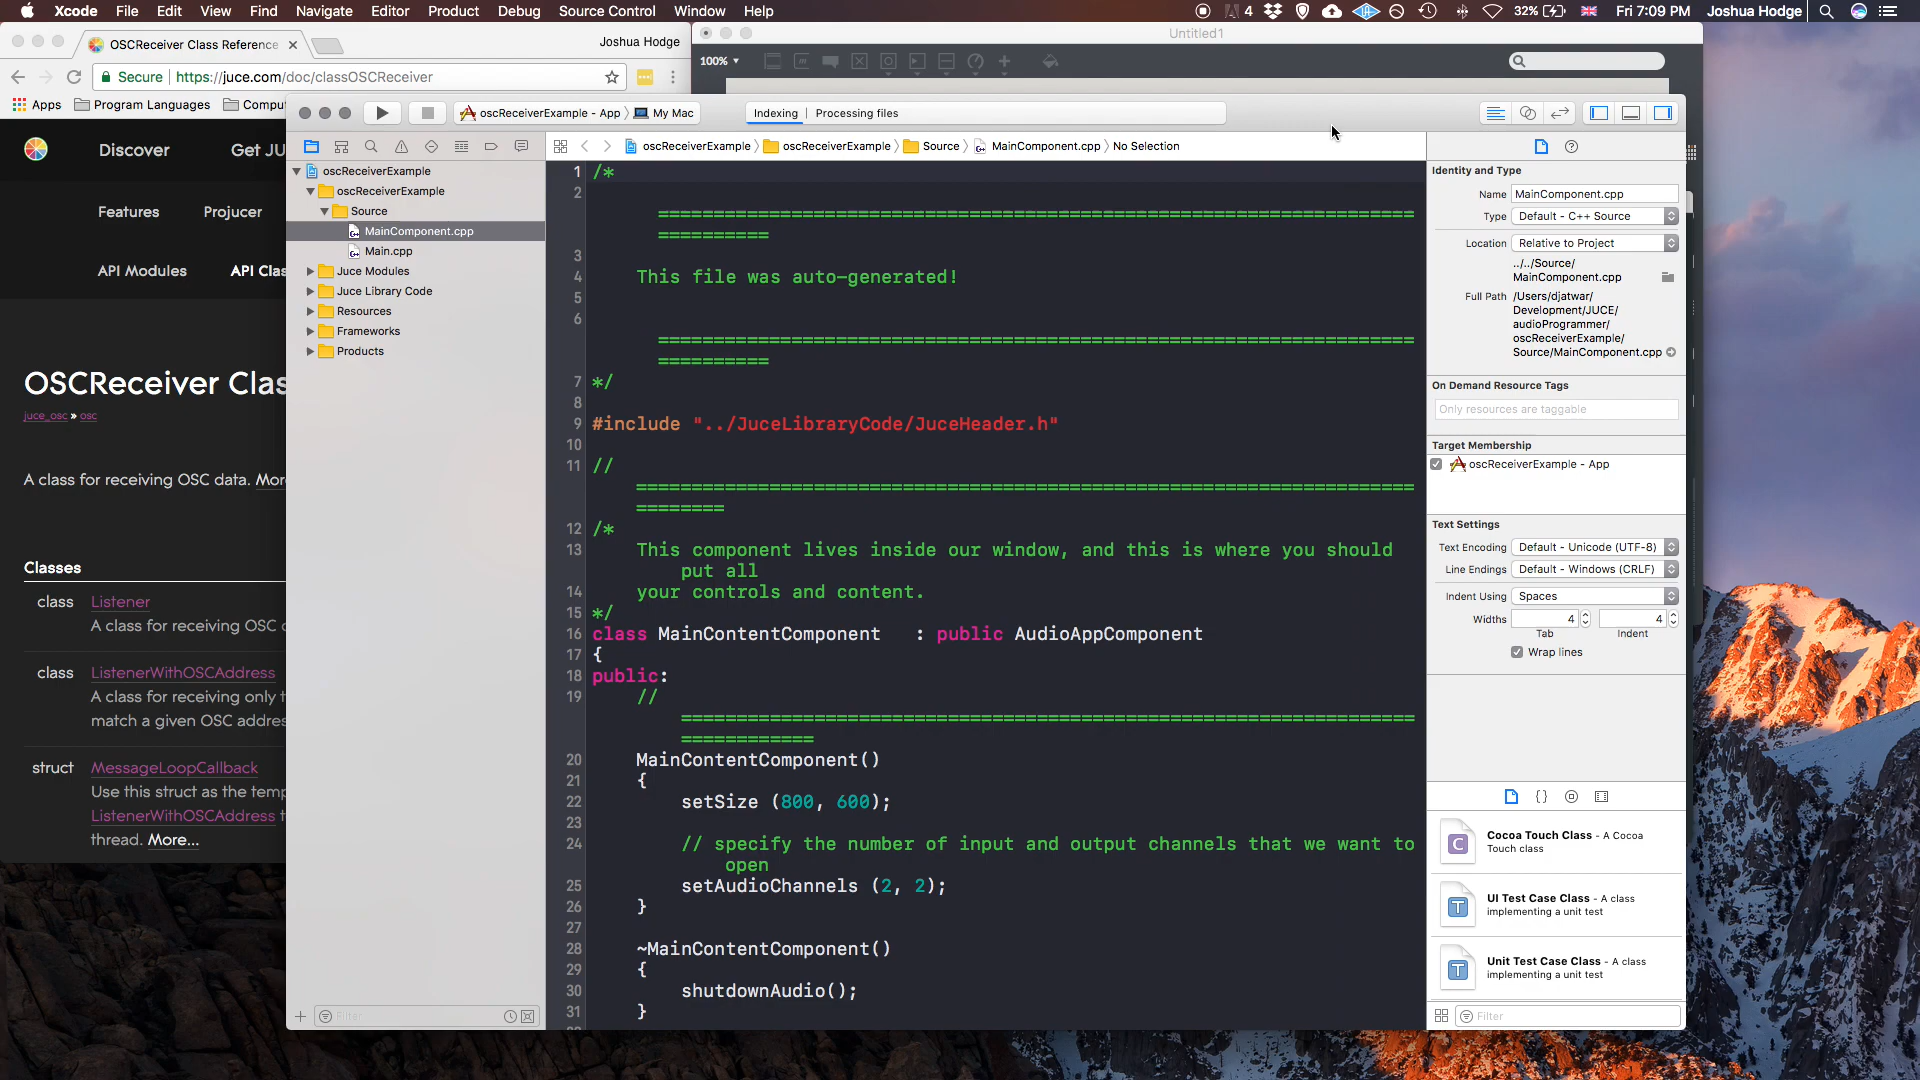 Xcode File Edit View Find Navigate Editor Product Debug Source Control Window Help
4 32% Fri 7:09 PM Joshua Hodge
OSCReceiver Class Reference
Joshua Hodge
Secure https://juce.com/doc/classOSCReceiver
Apps Program Languages Compu
Discover Get JU
Features Projucer
API Modules API Clas
OSCReceiver Clas
juce_osc » osc
A class for receiving OSC data. Mor
Classes
class Listener
A class for receiving OSC c
class ListenerWithOSCAddress
A class for receiving only t
match a given OSC addres
struct MessageLoopCallback
Use this struct as the temp
ListenerWithOSCAddress t
thread. More...
Untitled1
100%
oscReceiverExample - App My Mac
Indexing | Processing files
oscReceiverExample oscReceiverExample Source MainComponent.cpp No Selection
oscReceiverExample
oscReceiverExample
Source
MainComponent.cpp
Main.cpp
Juce Modules
Juce Library Code
Resources
Frameworks
Products
Filter
1 /*
2
==============================================================================
3
4 This file was auto-generated!
5
6
==============================================================================
7 */
8
9 #include "../JuceLibraryCode/JuceHeader.h"
10
11 //
==============================================================================
12 /*
13 This component lives inside our window, and this is where you should
put all
14 your controls and content.
15 */
16 class MainContentComponent : public AudioAppComponent
17 {
18 public:
19 //
==============================================================================
20 MainContentComponent()
21 {
22 setSize (800, 600);
23
24 // specify the number of input and output channels that we want to
open
25 setAudioChannels (2, 2);
26 }
27
28 ~MainContentComponent()
29 {
30 shutdownAudio();
31 }
Identity and Type
Name MainComponent.cpp
Type Default - C++ Source
Location Relative to Project
../../Source/
MainComponent.cpp
Full Path /Users/djatwar/
Development/JUCE/
audioProgrammer/
oscReceiverExample/
Source/MainComponent.cpp
On Demand Resource Tags
Only resources are taggable
Target Membership
oscReceiverExample - App
Text Settings
Text Encoding Default - Unicode (UTF-8)
Line Endings Default - Windows (CRLF)
Indent Using Spaces
Widths 4 4
Tab Indent
Wrap lines
{ }
C Cocoa Touch Class - A Cocoa
Touch class
T UI Test Case Class - A class
implementing a unit test
T Unit Test Case Class - A class
implementing a unit test
Filter